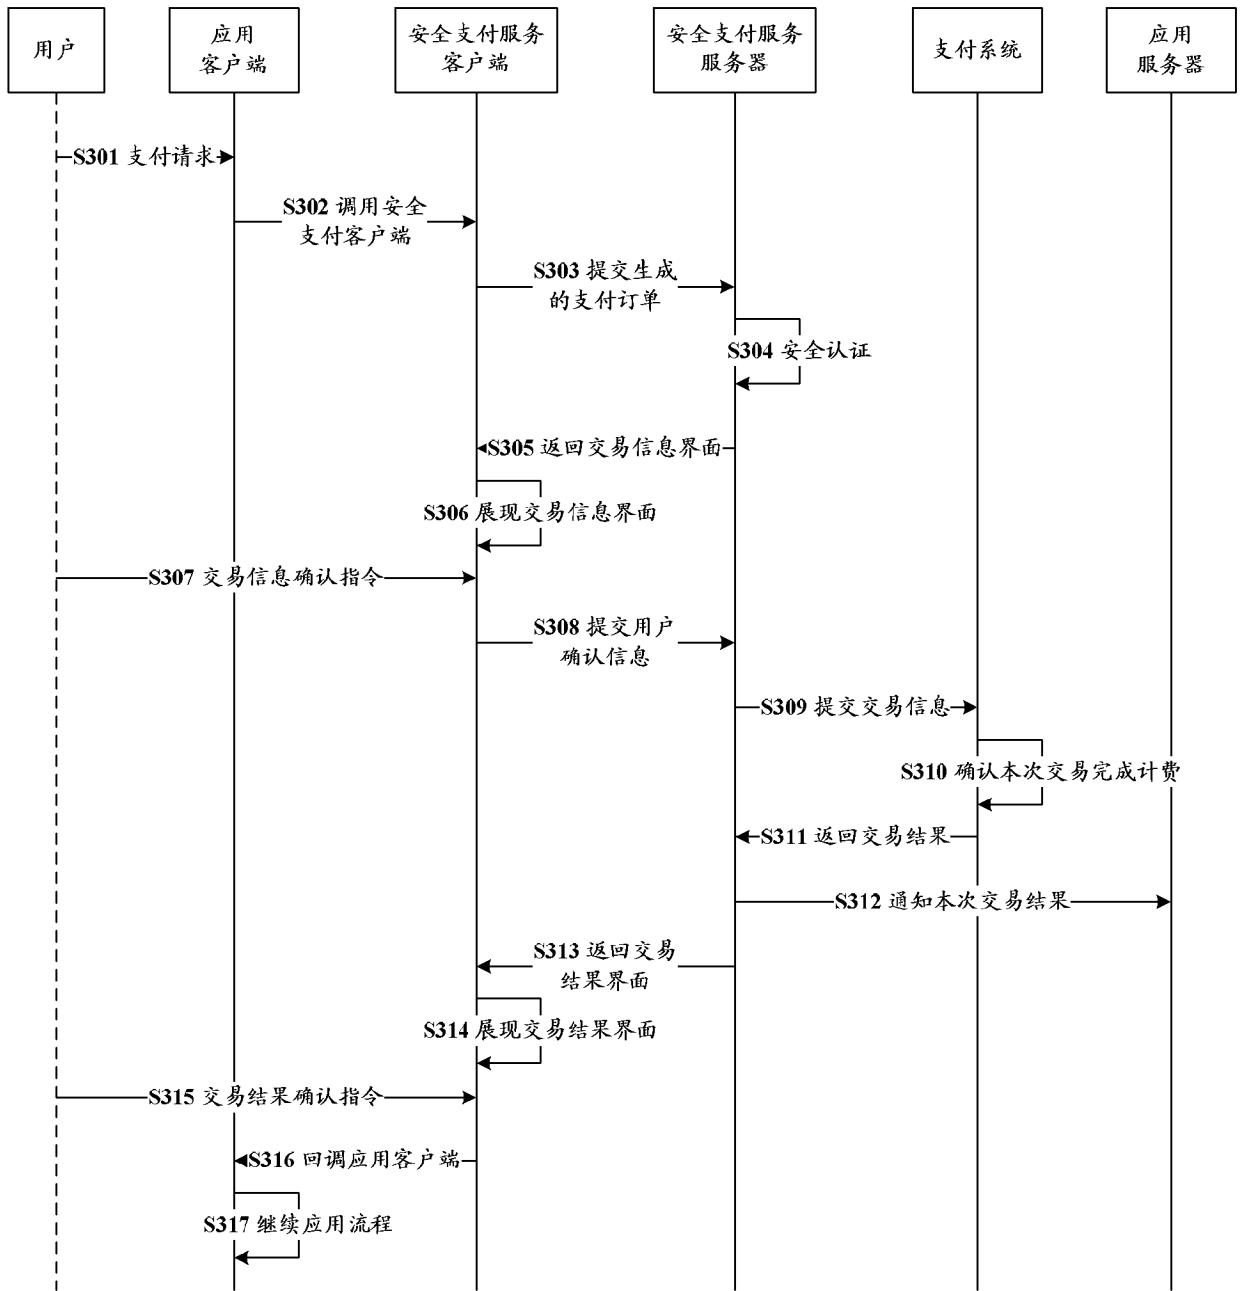 用户
应用
客户端
安全支付服务
客户端
安全支付服务
服务器
支付系统
应用
服务器
S301 支付请求
S302 调用安全
支付客户端
S303 提交生成
的支付订单
S304 安全认证
S305 返回交易信息界面
S306 展现交易信息界面
S307 交易信息确认指令
S308 提交用户
确认信息
S309 提交交易信息
S310 确认本次交易完成计费
S311 返回交易结果
S312 通知本次交易结果
S313 返回交易
结果界面
S314 展现交易结果界面
S315 交易结果确认指令
S316 回调应用客户端
S317 继续应用流程